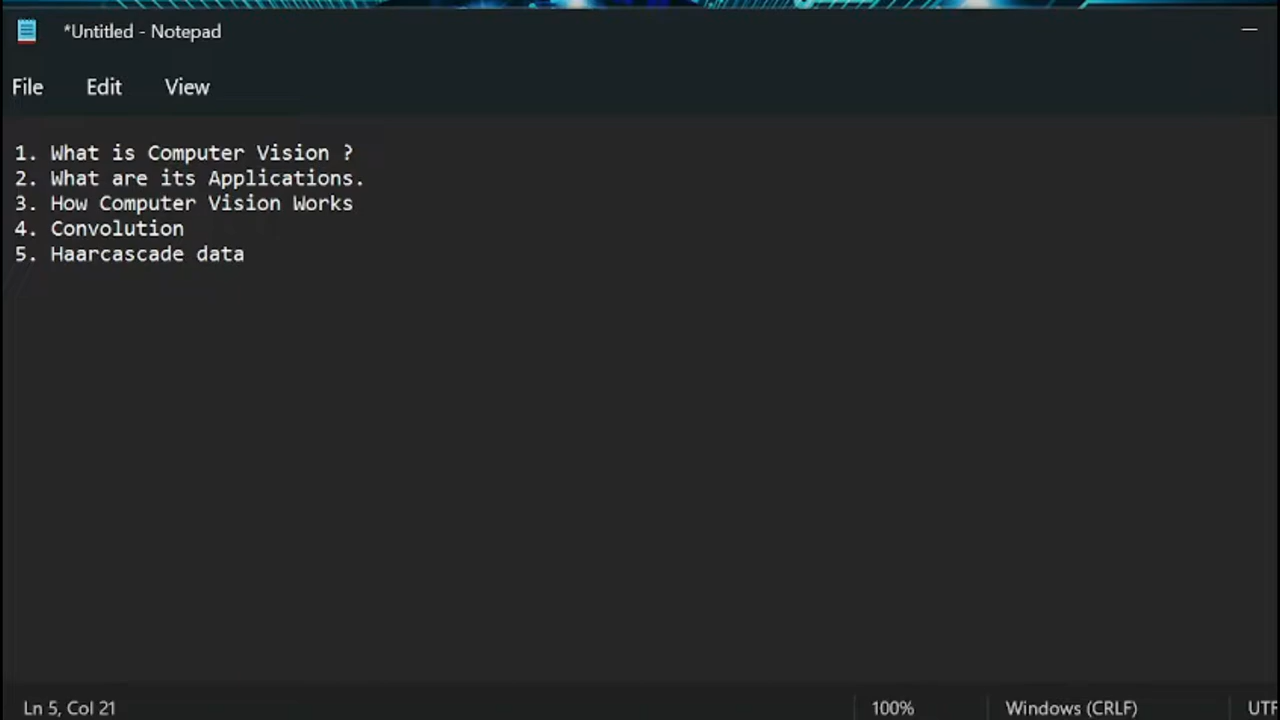 *Untitled - Notepad
File Edit View
1. What is Computer Vision ?
2. What are its Applications.
3. How Computer Vision Works
4. Convolution
5. Haarcascade data
Ln 5, Col 21 100% Windows (CRLF) UTF